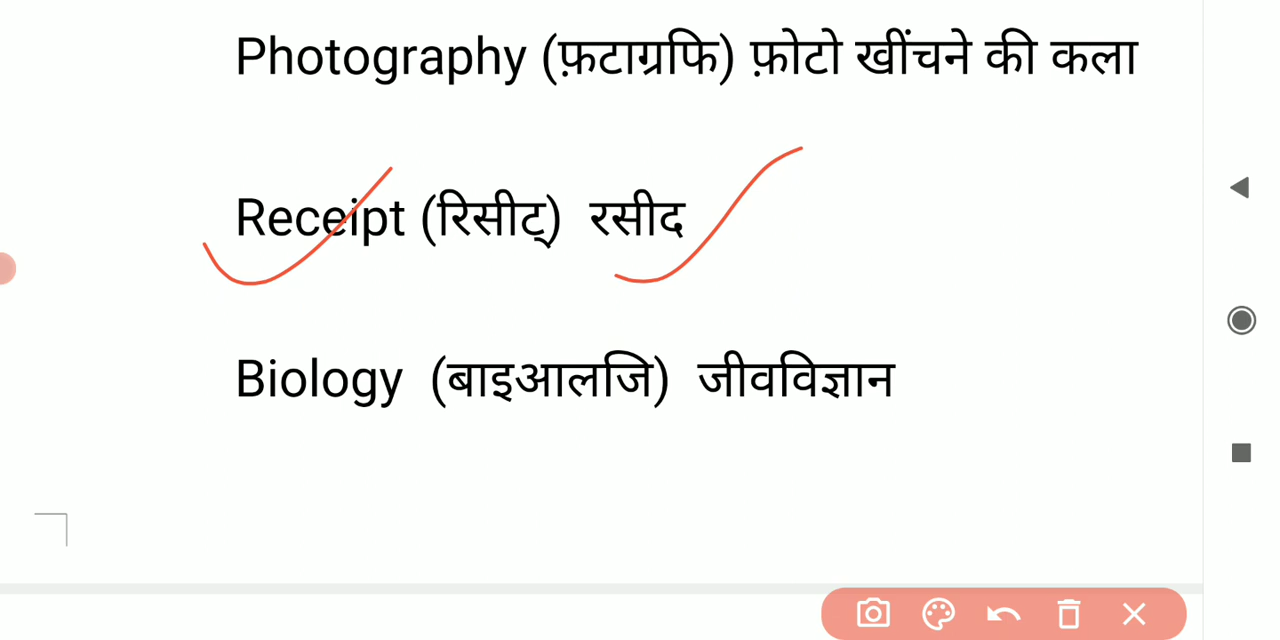 Photography (फ़टाग्रफि) फ़ोटो खींचने की कला
Receipt (रिसीट्) रसीद
Biology (बाइआलजि) जीवविज्ञान